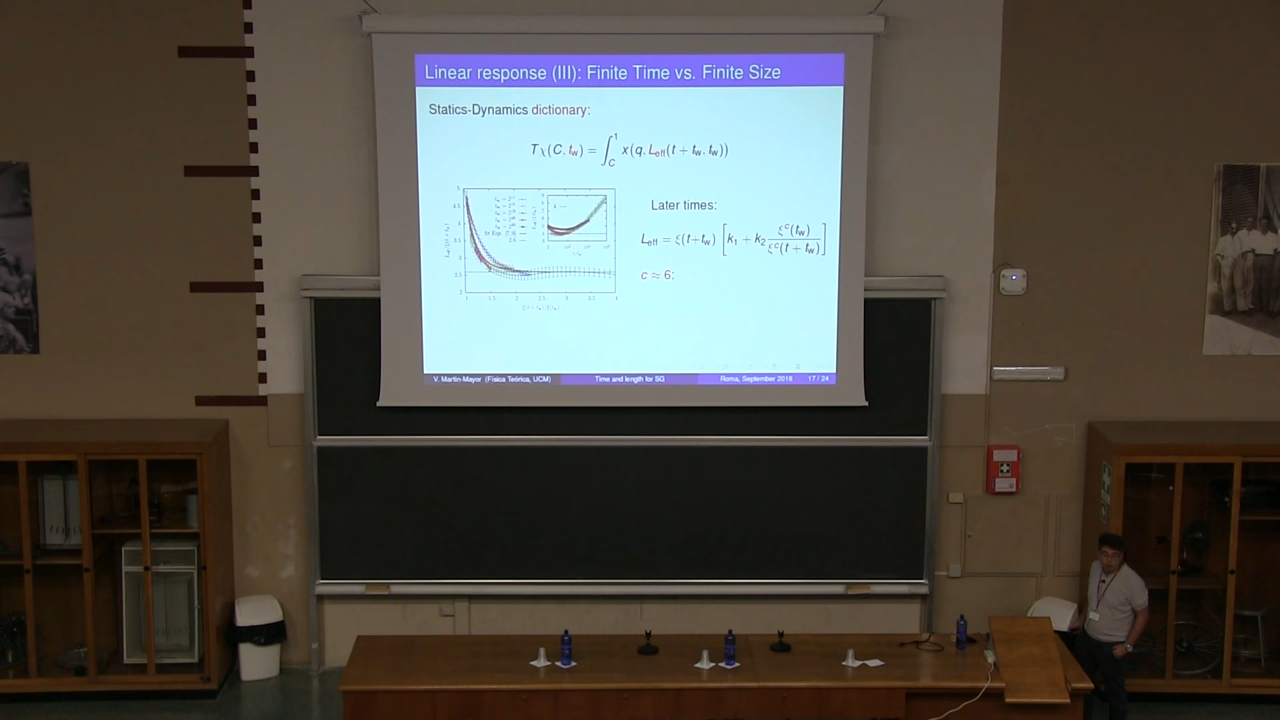 Linear response (III): Finite Time vs. Finite Size
Statics-Dynamics dictionary:
T\(C, t_w) = ∫_C^1 x(q, L_eff(t + t_w, t_w))
Later times:
L_eff = ξ(t+t_w) [k_1 + k_2 ξ^c(t_w) / ξ^c(t + t_w)]
c ≈ 6:
V. Martin-Mayor (Física Teórica, UCM)
Time and length for SG
Roma, September 2018
17 / 24